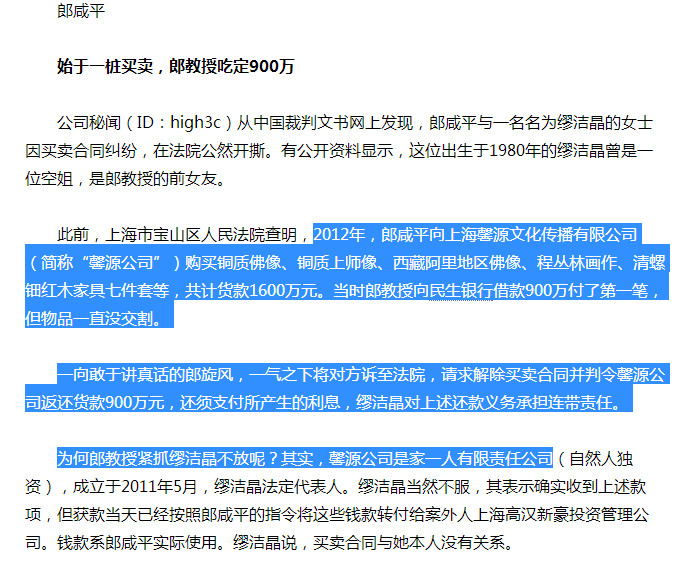 郎咸平
始于一桩买卖，郎教授吃定900万
公司秘闻（ID：high3c）从中国裁判文书网上发现，郎咸平与一名名为缪洁晶的女士
因买卖合同纠纷，在法院公然开撕。有公开资料显示，这位出生于1980年的缪洁晶曾是一
位空姐，是郎教授的前女友。
此前，上海市宝山区人民法院查明，2012年，郎咸平向上海馨源文化传播有限公司
（简称“馨源公司”）购买铜质佛像、铜质上师像、西藏阿里地区佛像、程丛林画作、清螺
钿红木家具七件套等，共计货款1600万元。当时郎教授向民生银行借款900万付了第一笔，
但物品一直没交割。
一向敢于讲真话的郎旋风，一气之下将对方诉至法院，请求解除买卖合同并判令馨源公
司返还货款900万元，还须支付所产生的利息，缪洁晶对上述还款义务承担连带责任。
为何郎教授紧抓缪洁晶不放呢？其实，馨源公司是家一人有限责任公司（自然人独
资），成立于2011年5月，缪洁晶法定代表人。缪洁晶当然不服，其表示确实收到上述款
项，但获款当天已经按照郎咸平的指令将这些钱款转付给案外人上海高汉新豪投资管理公
司。钱款系郎咸平实际使用。缪洁晶说，买卖合同与她本人没有关系。